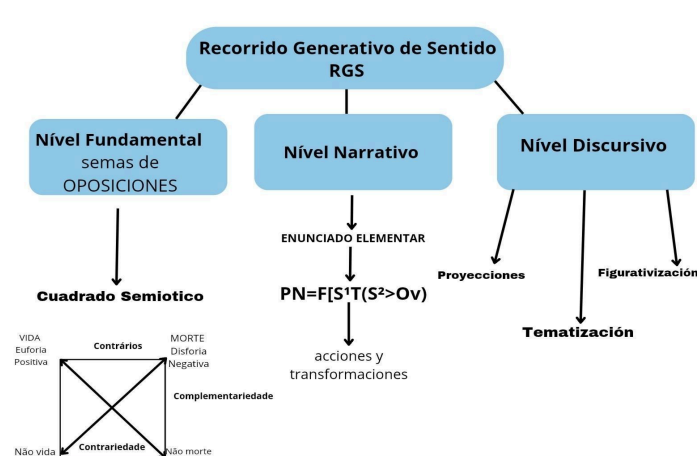 Recorrido Generativo de Sentido
RGS
Nível Fundamental
semas de
OPOSICIONES
Nível Narrativo
Nível Discursivo
ENUNCIADO ELEMENTAR
PN=F[S¹T(S²>Ov)
acciones y
transformaciones
Proyecciones
Tematización
Figurativización
Cuadrado Semiotico
VIDA
Euforia
Positiva
Contrários
MORTE
Disforia
Negativa
Complementariedade
Não vida
Contrariedade
Não morte